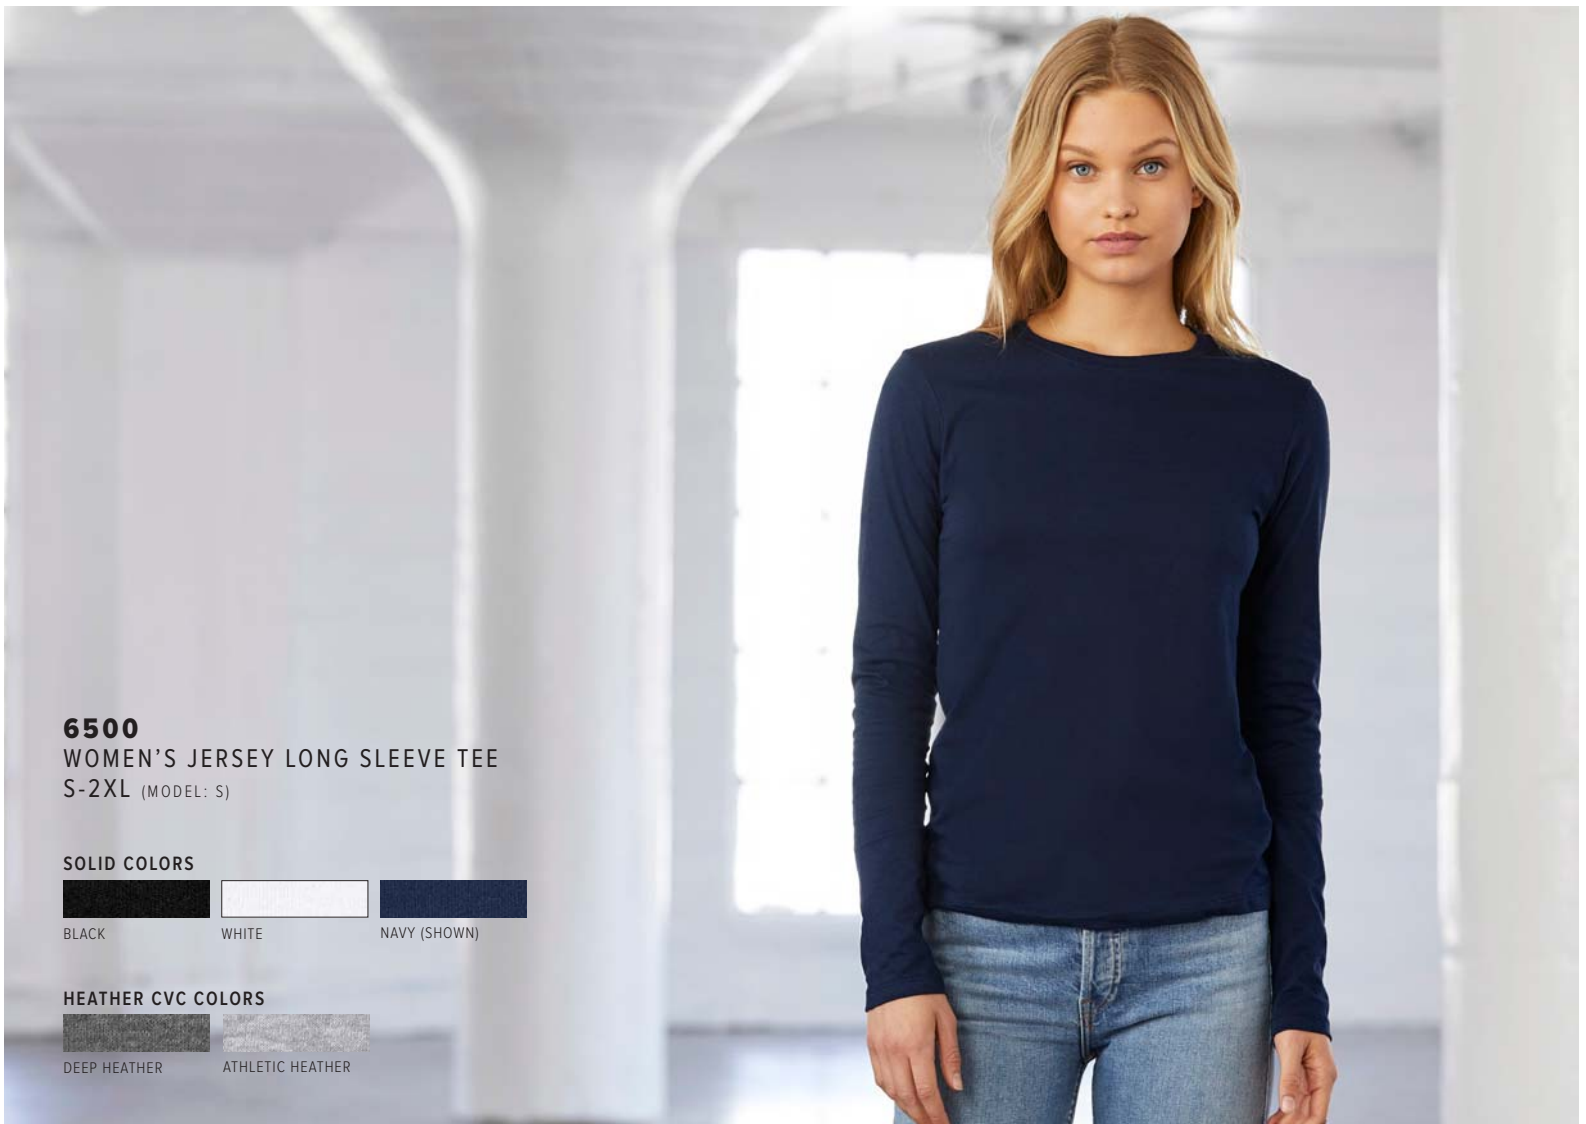 6500
WOMEN’S JERSEY LONG SLEEVE TEE
S-2XL (MODEL: S)
SOLID COLORS
BLACK WHITE NAVY (SHOWN)
HEATHER CVC COLORS
DEEP HEATHER ATHLETIC HEATHER